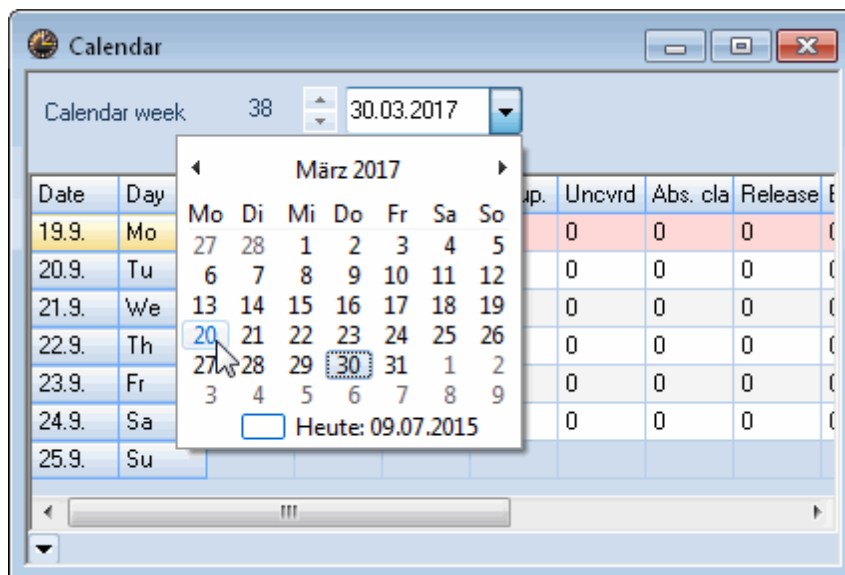 Calendar
Calendar week 38 30.03.2017
März 2017
Date Day up. Uncvrd Abs. cla Release
Mo Di Mi Do Fr Sa So
19.9. Mo 0 0 0
27 28 1 2 3 4 5
20.9. Tu 0 0 0
6 7 8 9 10 11 12
21.9. We 0 0 0
13 14 15 16 17 18 19
22.9. Th 0 0 0
20 21 22 23 24 25 26
27 28 29 30 31 1 2
23.9. Fr 0 0 0
3 4 5 6 7 8 9
24.9. Sa 0 0 0
Heute: 09.07.2015
25.9. Su